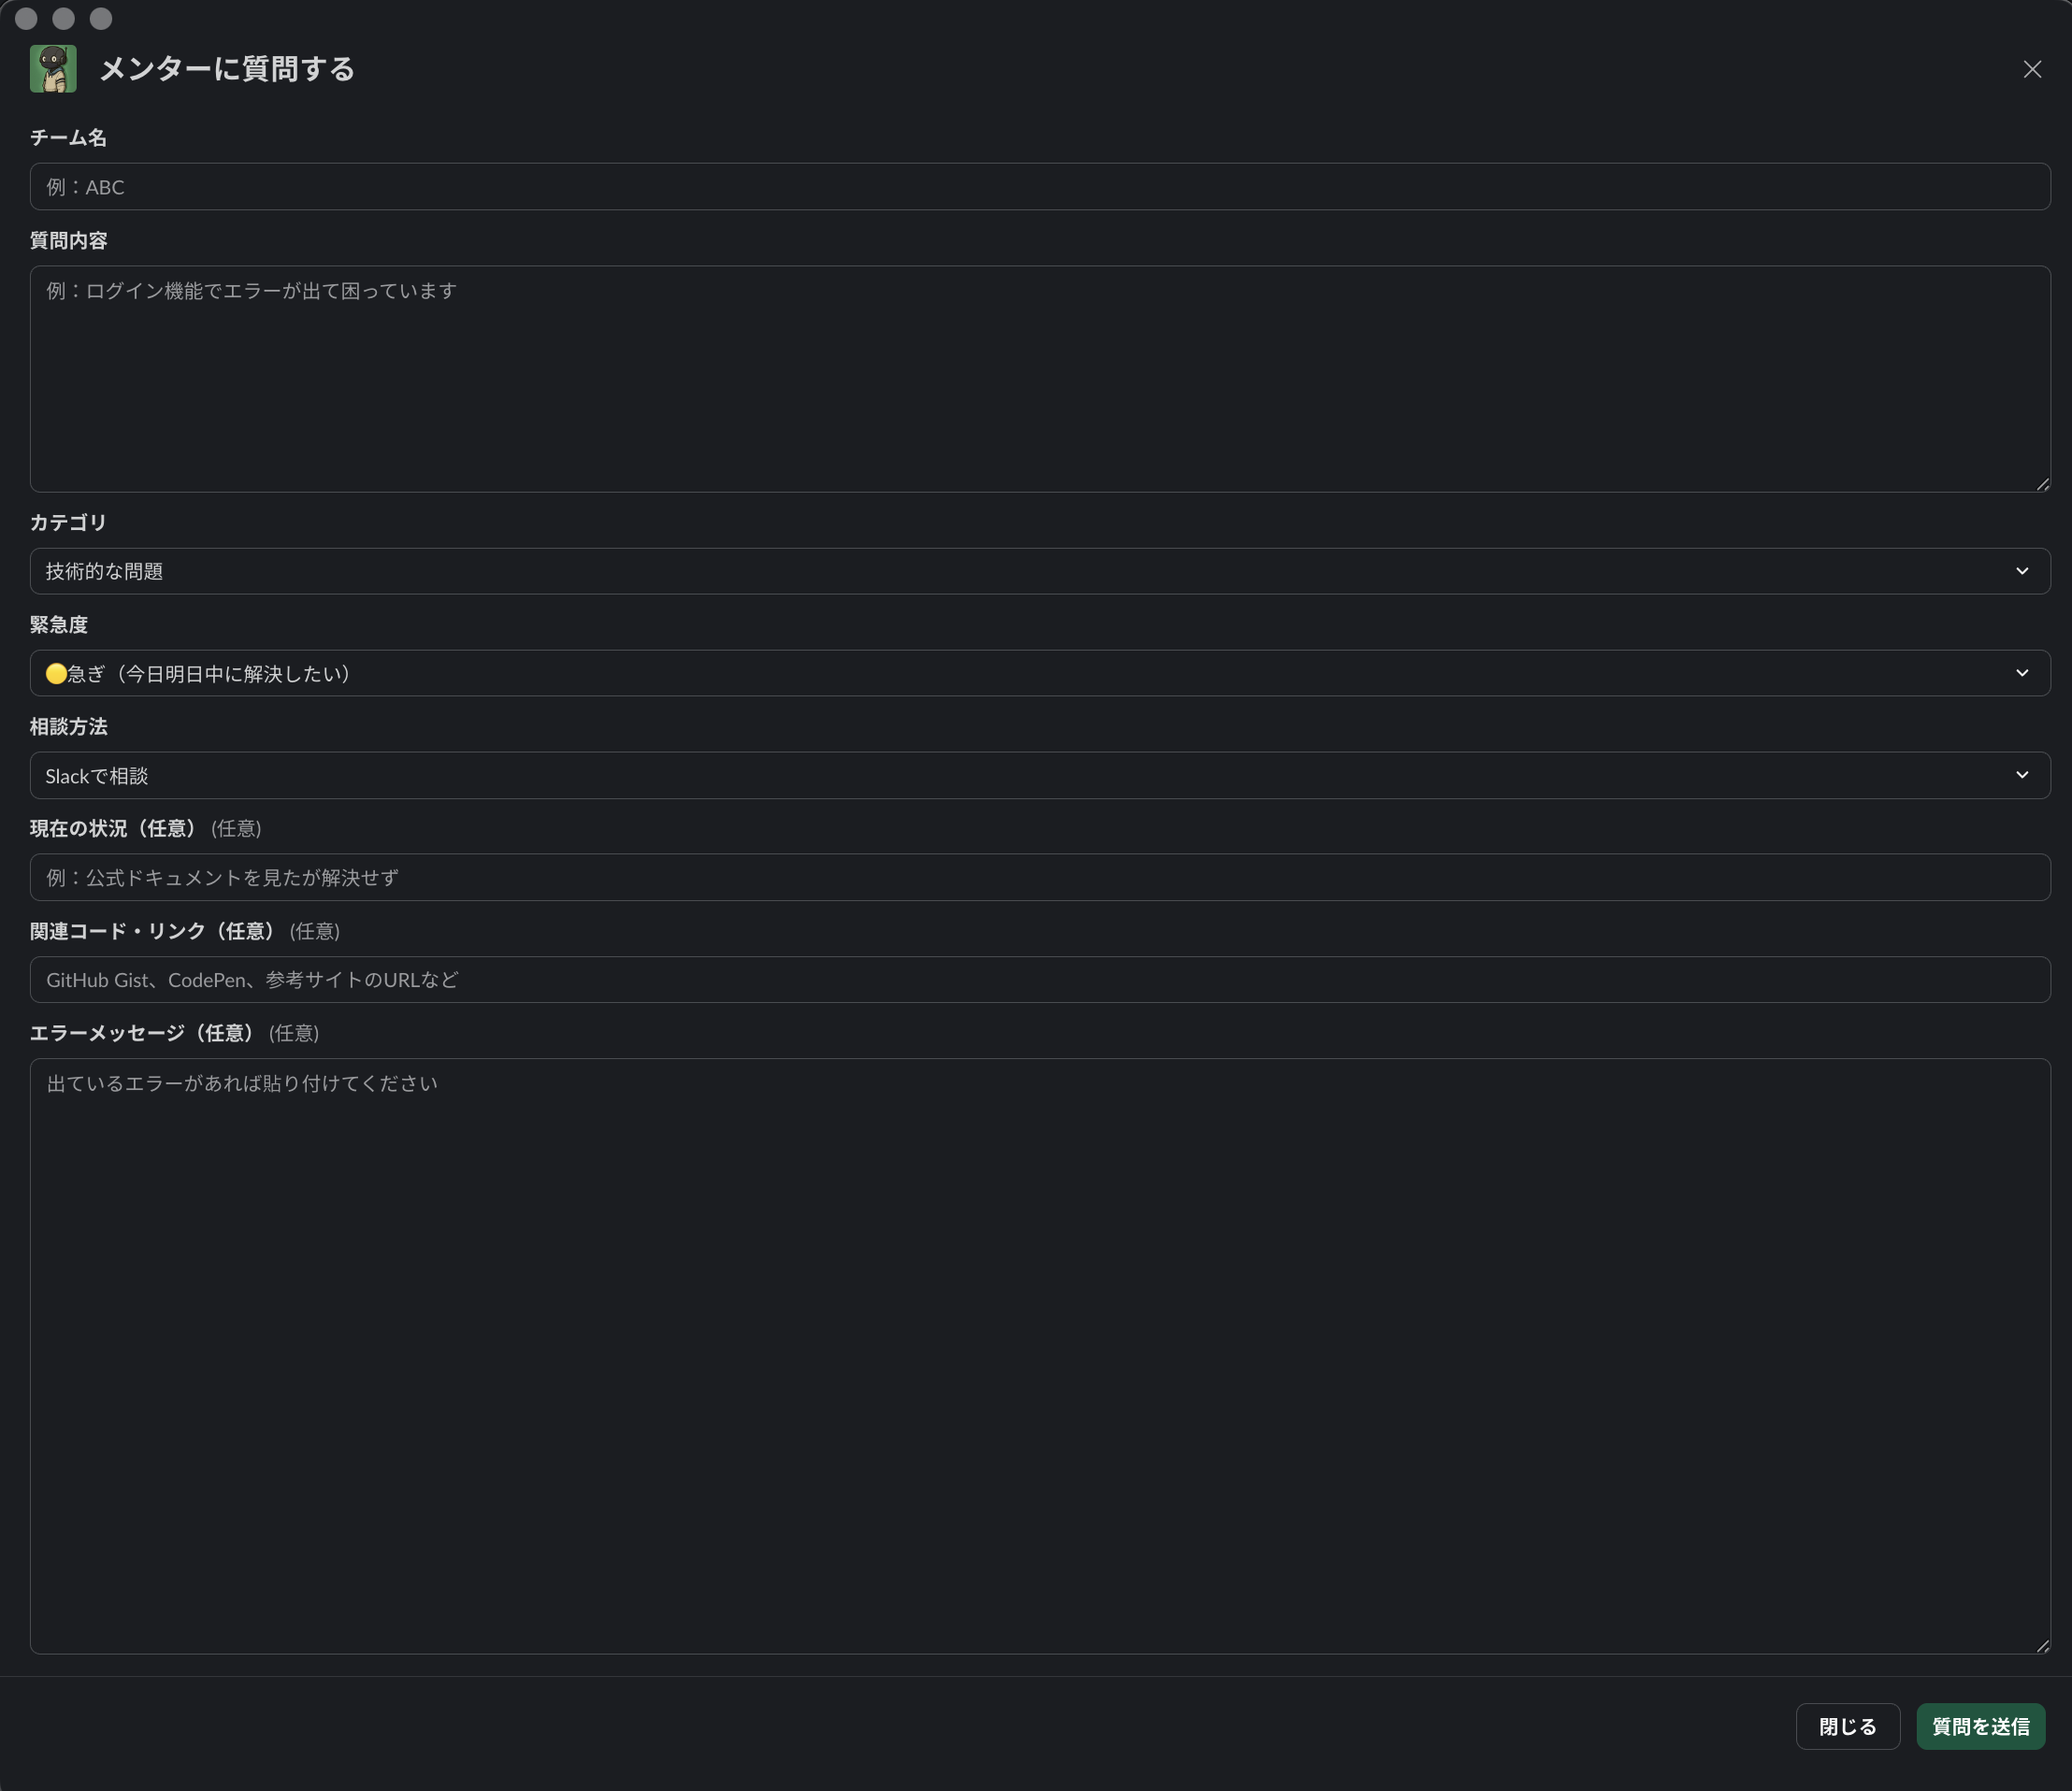 メンターに質問する
チーム名
例：ABC
質問内容
例：ログイン機能でエラーが出て困っています
カテゴリ
技術的な問題
緊急度
🟡急ぎ（今日明日中に解決したい）
相談方法
Slackで相談
現在の状況（任意） (任意)
例：公式ドキュメントを見たが解決せず
関連コード・リンク（任意） (任意)
GitHub Gist、CodePen、参考サイトのURLなど
エラーメッセージ（任意） (任意)
出ているエラーがあれば貼り付けてください
閉じる
質問を送信